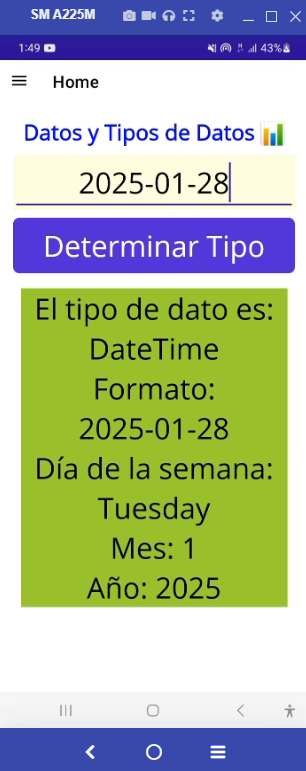 SM A225M
1:49
43%
Home
Datos y Tipos de Datos
2025-01-28
Determinar Tipo
El tipo de dato es:
DateTime
Formato:
2025-01-28
Día de la semana:
Tuesday
Mes: 1
Año: 2025